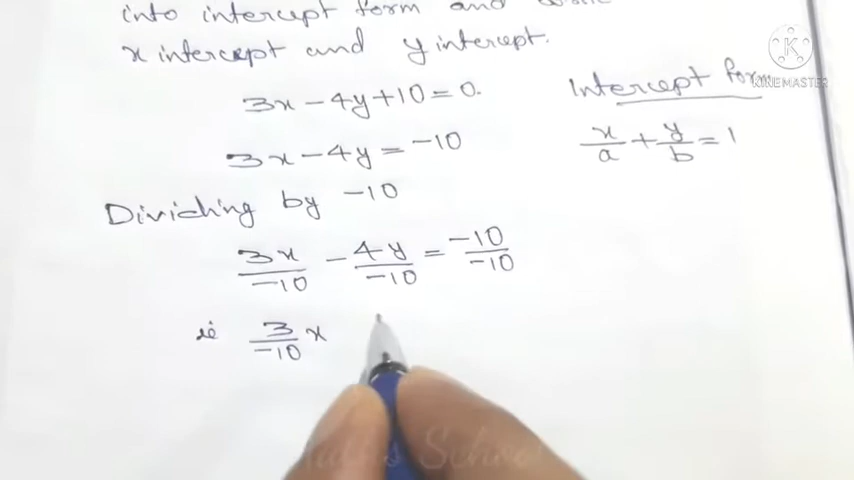 into intercept form and
x intercept and y intercept.
3x - 4y + 10 = 0.
3x - 4y = -10
Dividing by -10
3x/-10 - 4y/-10 = -10/-10
ie 3/-10 x
Intercept form
x/a + y/b = 1
KINEMASTER